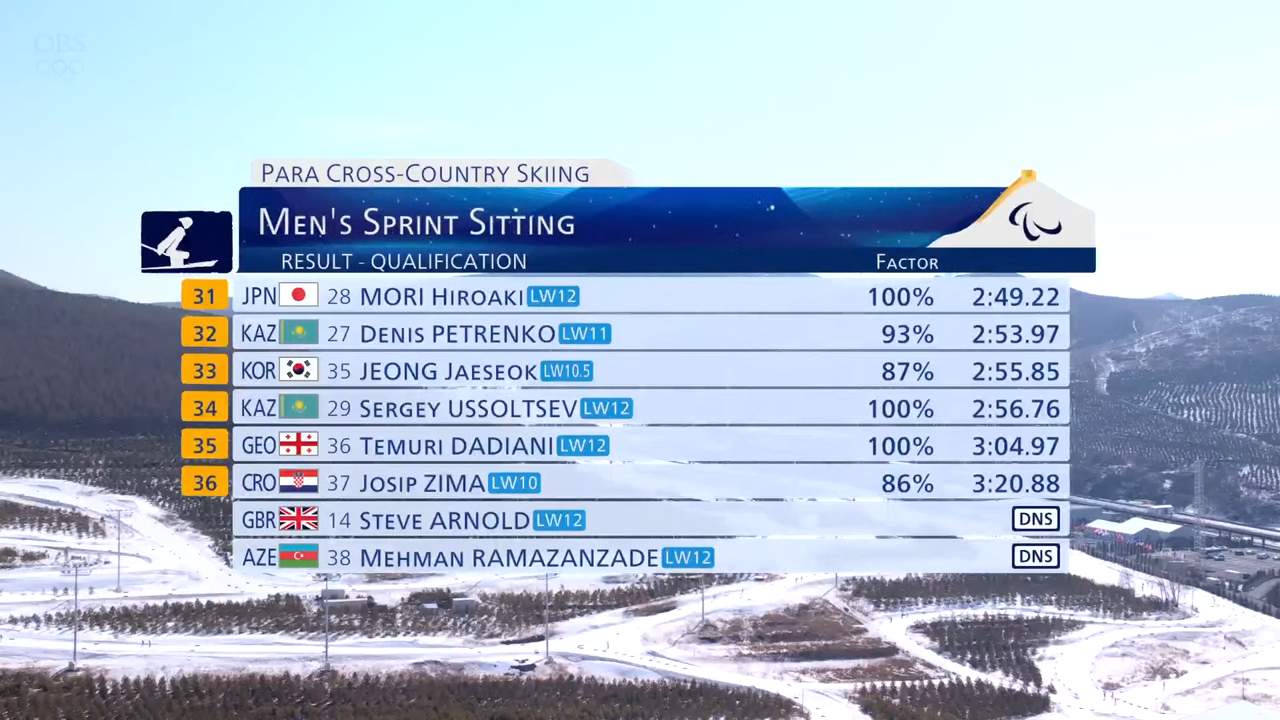 OBS
PARA CROSS-COUNTRY SKIING
MEN'S SPRINT SITTING
RESULT - QUALIFICATION FACTOR
31 JPN 28 MORI HIROAKI LW12 100% 2:49.22
32 KAZ 27 DENIS PETRENKO LW11 93% 2:53.97
33 KOR 35 JEONG JAESEOK LW10.5 87% 2:55.85
34 KAZ 29 SERGEY USSOLTSEV LW12 100% 2:56.76
35 GEO 36 TEMURI DADIANI LW12 100% 3:04.97
36 CRO 37 JOSIP ZIMA LW10 86% 3:20.88
GBR 14 STEVE ARNOLD LW12 DNS
AZE 38 MEHMAN RAMAZANZADE LW12 DNS